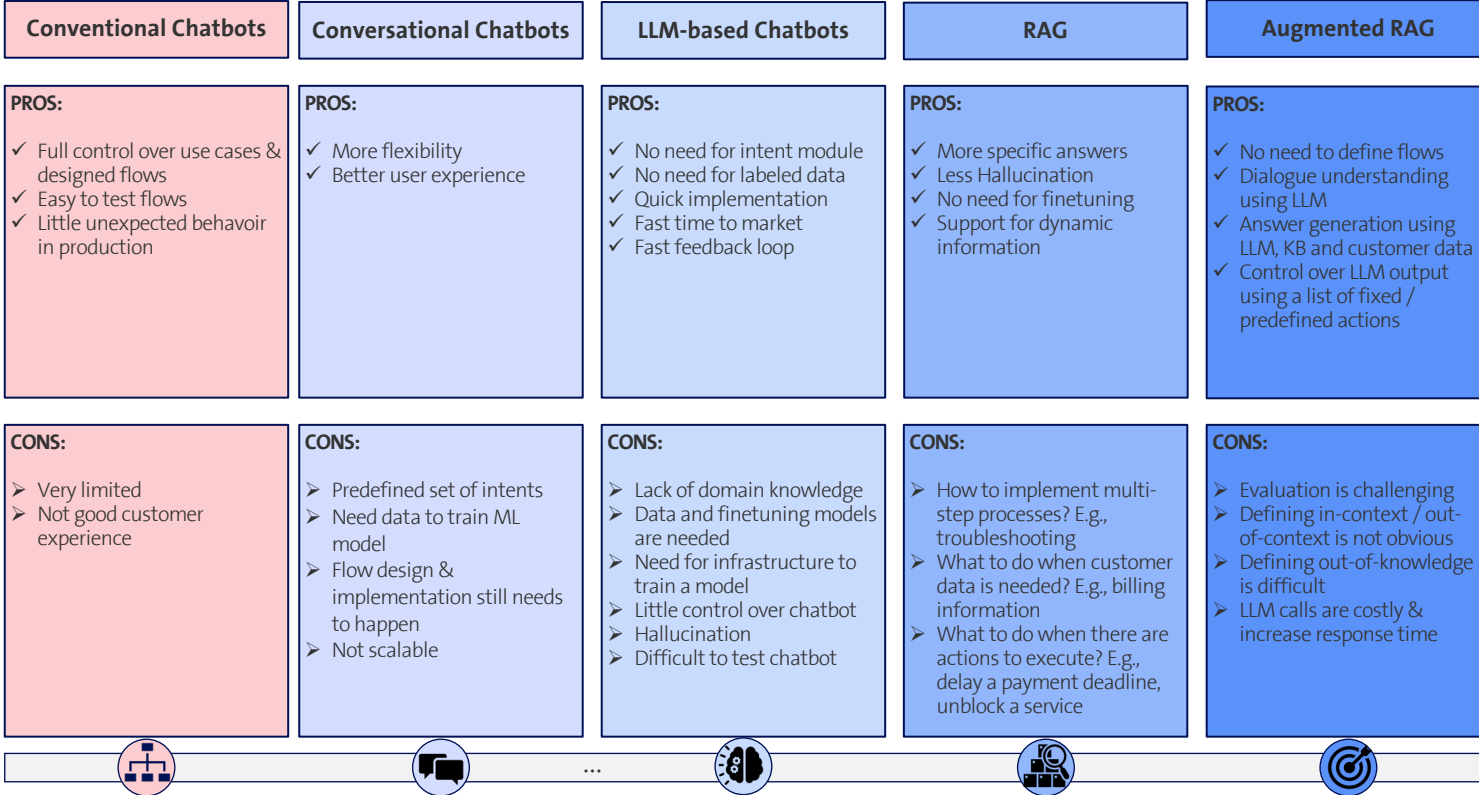 Conventional Chatbots
Conversational Chatbots
LLM-based Chatbots
RAG
Augmented RAG
PROS:
✓ Full control over use cases &
designed flows
✓ Easy to test flows
✓ Little unexpected behavoir
in production
PROS:
✓ More flexibility
✓ Better user experience
PROS:
✓ No need for intent module
✓ No need for labeled data
✓ Quick implementation
✓ Fast time to market
✓ Fast feedback loop
PROS:
✓ More specific answers
✓ Less Hallucination
✓ No need for finetuning
✓ Support for dynamic
information
PROS:
✓ No need to define flows
✓ Dialogue understanding
using LLM
✓ Answer generation using
LLM, KB and customer data
✓ Control over LLM output
using a list of fixed /
predefined actions
CONS:
➢ Very limited
➢ Not good customer
experience
CONS:
➢ Predefined set of intents
➢ Need data to train ML
model
➢ Flow design &
implementation still needs
to happen
➢ Not scalable
CONS:
➢ Lack of domain knowledge
➢ Data and finetuning models
are needed
➢ Need for infrastructure to
train a model
➢ Little control over chatbot
➢ Hallucination
➢ Difficult to test chatbot
CONS:
➢ How to implement multi-
step processes? E.g.,
troubleshooting
➢ What to do when customer
data is needed? E.g., billing
information
➢ What to do when there are
actions to execute? E.g.,
delay a payment deadline,
unblock a service
CONS:
➢ Evaluation is challenging
➢ Defining in-context / out-
of-context is not obvious
➢ Defining out-of-knowledge
is difficult
➢ LLM calls are costly &
increase response time
...